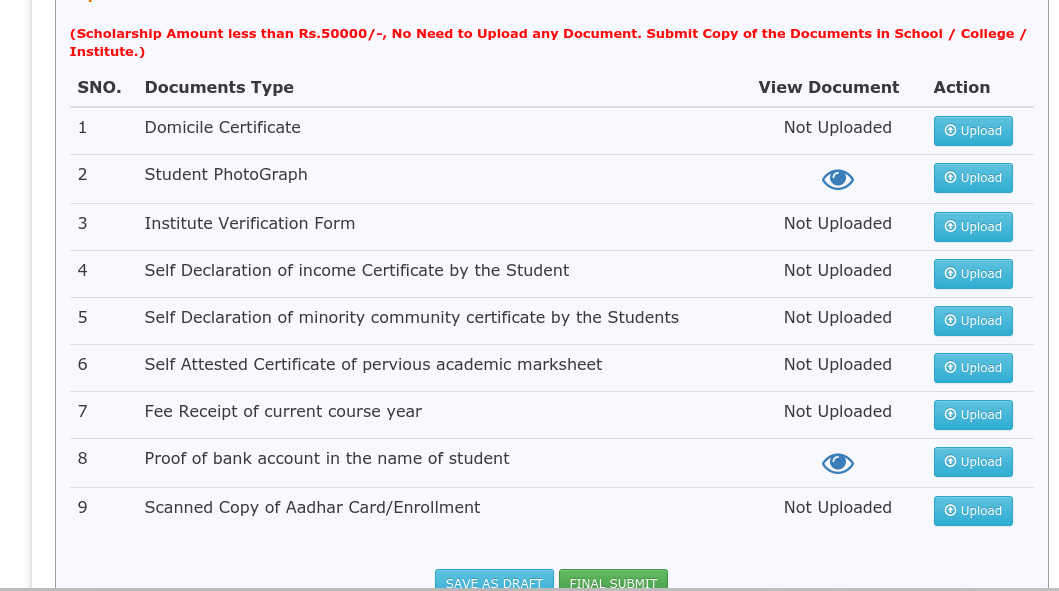 (Scholarship Amount less than Rs.50000/-, No Need to Upload any Document. Submit Copy of the Documents in School / College /
Institute.)
SNO. Documents Type View Document Action
1 Domicile Certificate Not Uploaded Upload
2 Student PhotoGraph Upload
3 Institute Verification Form Not Uploaded Upload
4 Self Declaration of income Certificate by the Student Not Uploaded Upload
5 Self Declaration of minority community certificate by the Students Not Uploaded Upload
6 Self Attested Certificate of pervious academic marksheet Not Uploaded Upload
7 Fee Receipt of current course year Not Uploaded Upload
8 Proof of bank account in the name of student Upload
9 Scanned Copy of Aadhar Card/Enrollment Not Uploaded Upload
SAVE AS DRAFT FINAL SUBMIT